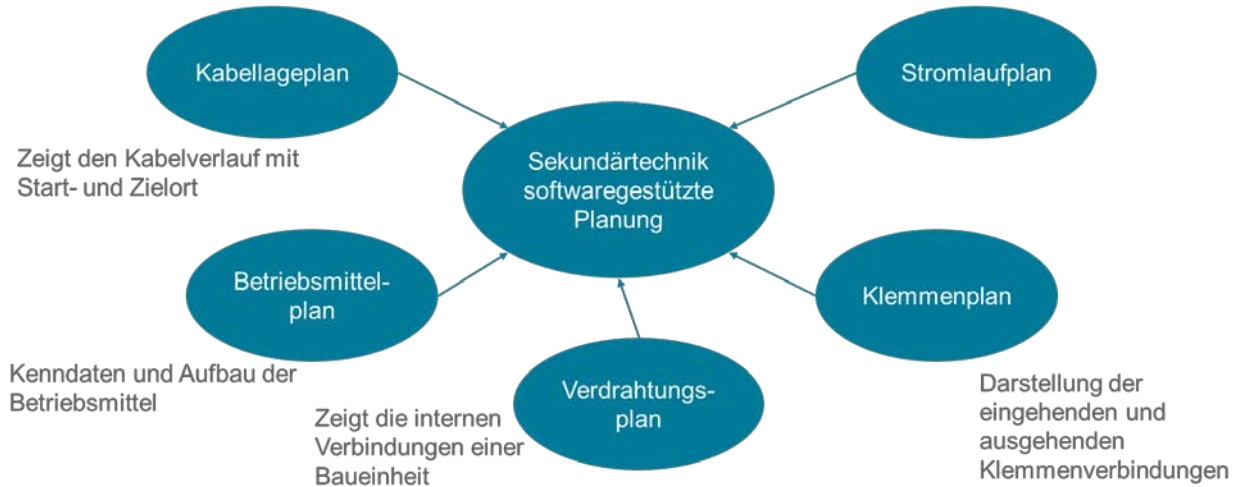 Kabellageplan
Stromlaufplan
Zeigt den Kabelverlauf mit
Start- und Zielort
Sekundärtechnik
softwaregestützte
Planung
Betriebsmittel-
plan
Klemmenplan
Kenndaten und Aufbau der
Betriebsmittel
Verdrahtungs-
plan
Zeigt die internen
Verbindungen einer
Baueinheit
Darstellung der
eingehenden und
ausgehenden
Klemmenverbindungen